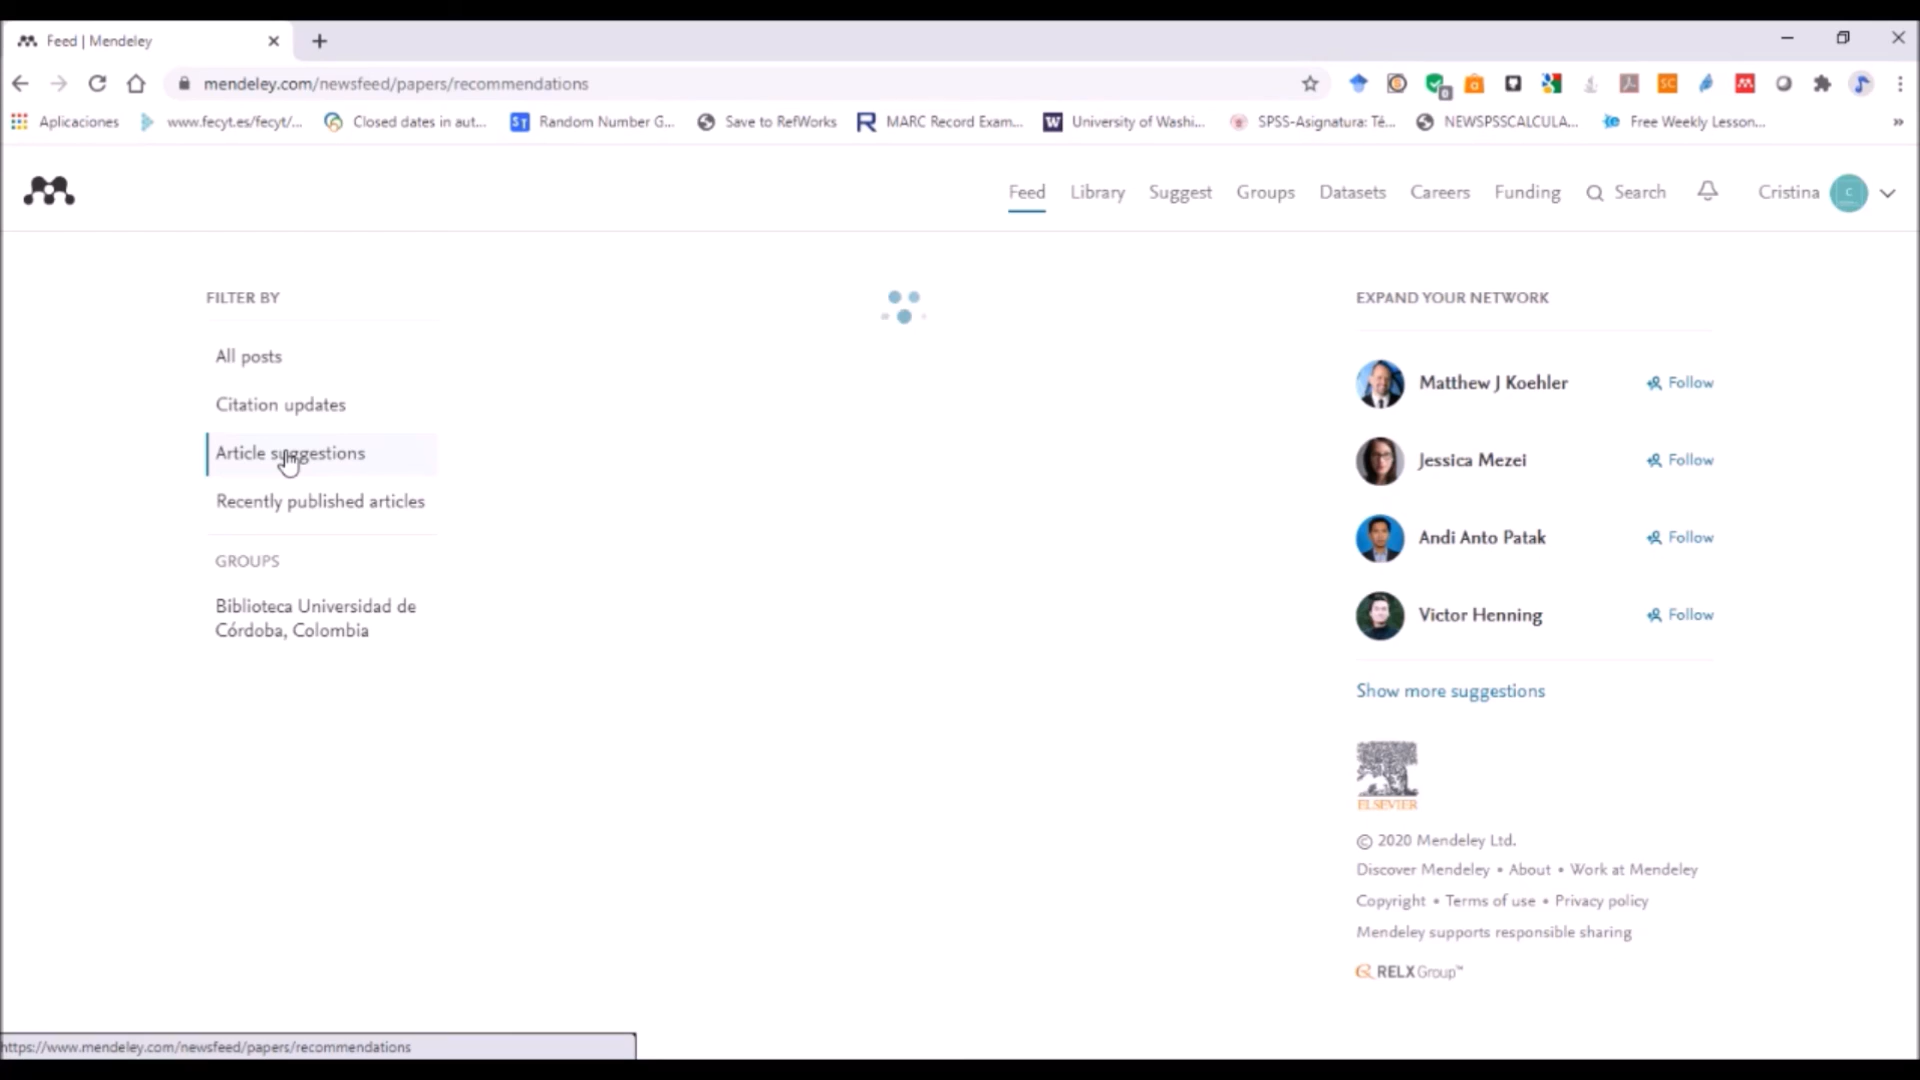 Feed | Mendeley
mendeley.com/newsfeed/papers/recommendations
Aplicaciones www.fecyt.es/fecyt/... Closed dates in aut... ST Random Number G... Save to RefWorks R MARC Record Exam... W University of Washi... SPSS-Asignatura: Té... NEWSPSSCALCULA... Free Weekly Lesson... »
Feed Library Suggest Groups Datasets Careers Funding Search Cristina C
FILTER BY
All posts
Citation updates
Article suggestions
Recently published articles
GROUPS
Biblioteca Universidad de
Córdoba, Colombia
EXPAND YOUR NETWORK
Matthew J Koehler Follow
Jessica Mezei Follow
Andi Anto Patak Follow
Victor Henning Follow
Show more suggestions
ELSEVIER
© 2020 Mendeley Ltd.
Discover Mendeley • About • Work at Mendeley
Copyright • Terms of use • Privacy policy
Mendeley supports responsible sharing
RELX Group™
https://www.mendeley.com/newsfeed/papers/recommendations